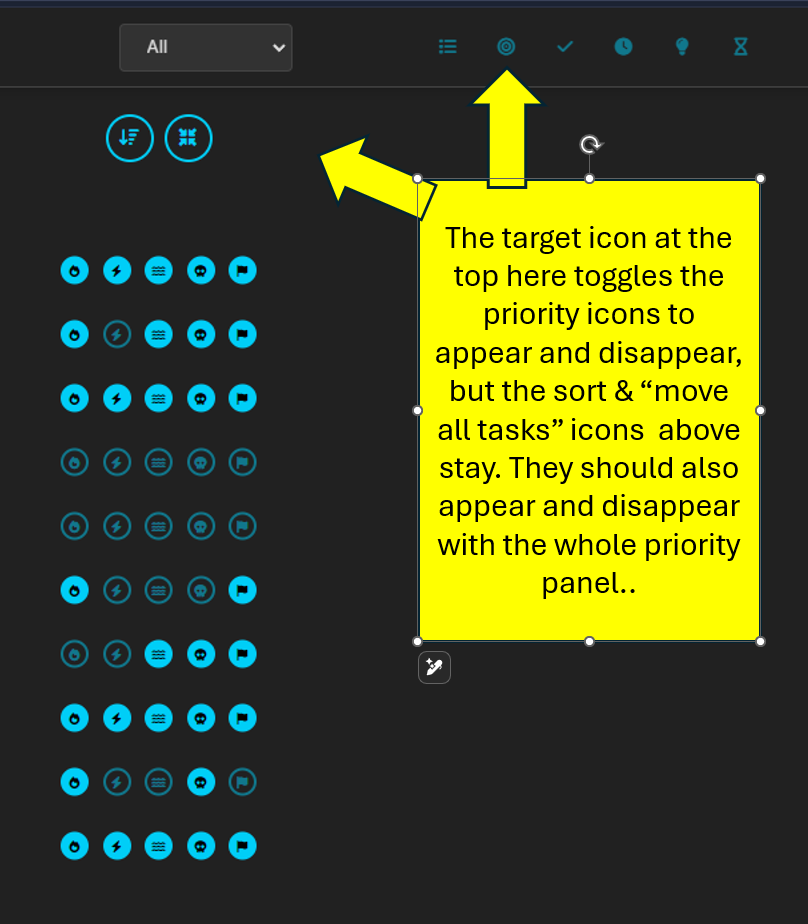 All
The target icon at the
top here toggles the
priority icons to
appear and disappear,
but the sort & “move
all tasks” icons  above
stay. They should also
appear and disappear
with the whole priority
panel..